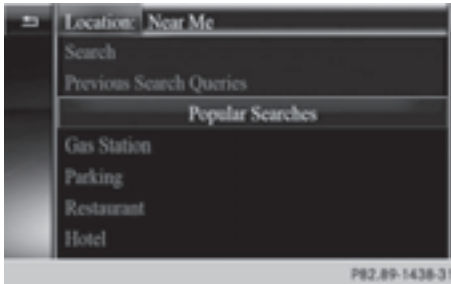 Location: Near Me
Search
Previous Search Queries
Popular Searches
Gas Station
Parking
Restaurant
Hotel
P82.89-1438-31